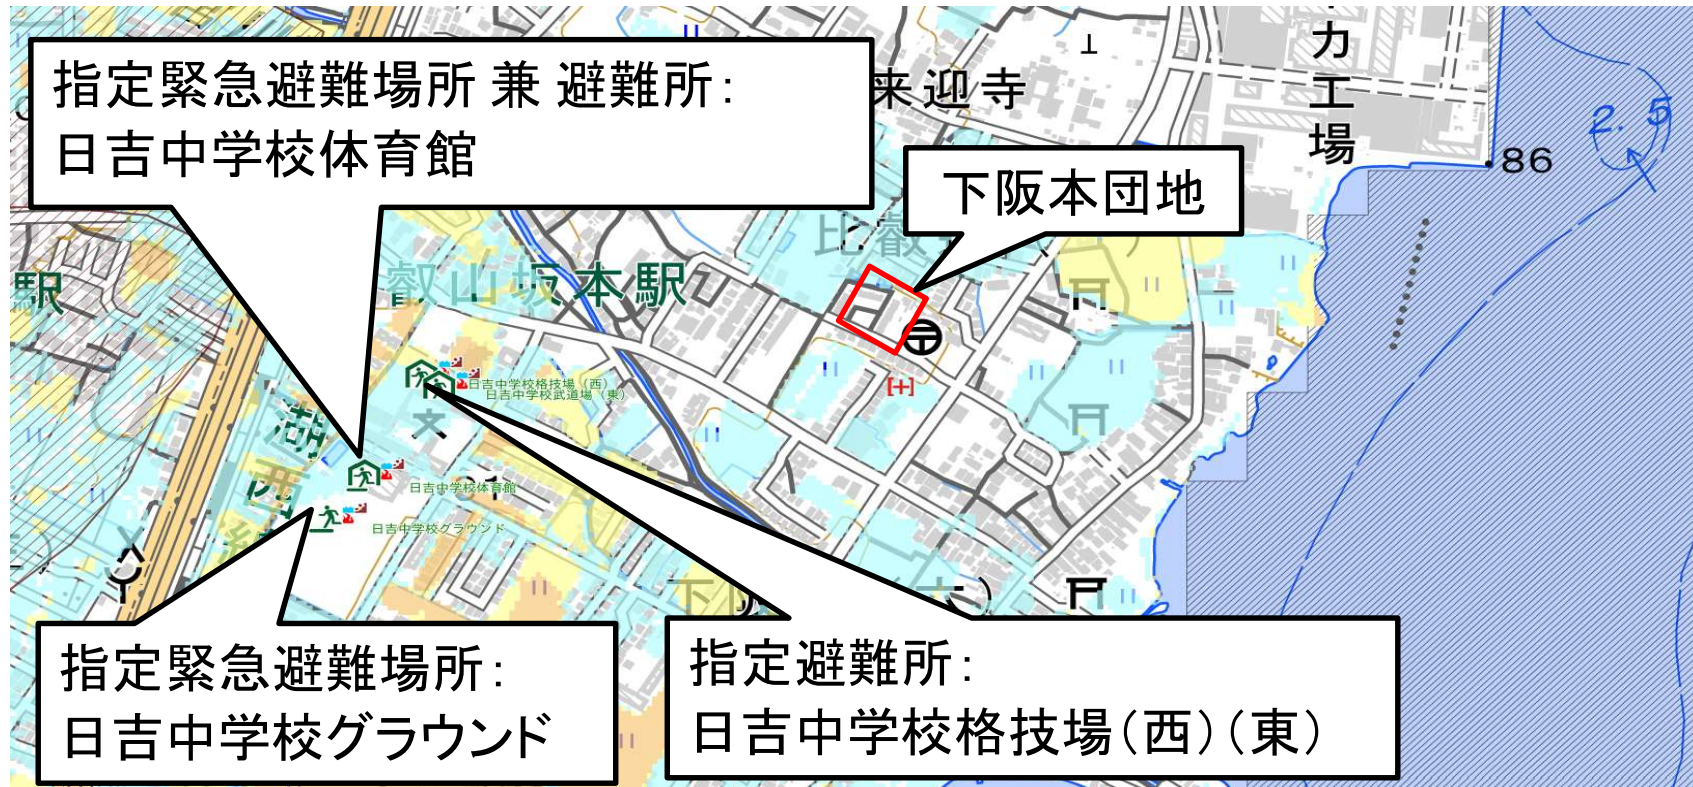 指定緊急避難場所 兼 避難所:
日吉中学校体育館
来迎寺
力工場
2.5
86
下阪本団地
比叡
駅
叡山坂本駅
日吉中学校格技場（西）
日吉中学校武道場（東）
文
湖西線
日吉中学校体育館
日吉中学校グラウンド
下阪
指定緊急避難場所:
日吉中学校グラウンド
指定避難所:
日吉中学校格技場(西)(東)